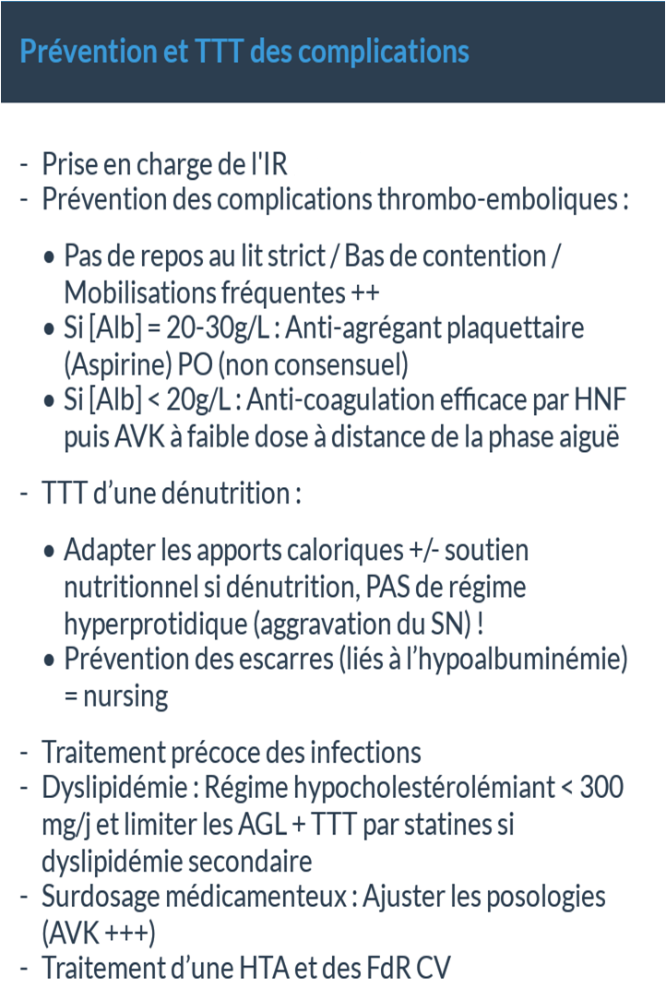 Prévention et TTT des complications
- Prise en charge de l'IR
- Prévention des complications thrombo-emboliques :
• Pas de repos au lit strict / Bas de contention /
Mobilisations fréquentes ++
• Si [Alb] = 20-30g/L : Anti-agrégant plaquettaire
(Aspirine) PO (non consensuel)
• Si [Alb] < 20g/L : Anti-coagulation efficace par HNF
puis AVK à faible dose à distance de la phase aiguë
- TTT d’une dénutrition :
• Adapter les apports caloriques +/- soutien
nutritionnel si dénutrition, PAS de régime
hyperprotidique (aggravation du SN) !
• Prévention des escarres (liés à l’hypoalbuminémie)
= nursing
- Traitement précoce des infections
- Dyslipidémie : Régime hypocholestérolémiant < 300
mg/j et limiter les AGL + TTT par statines si
dyslipidémie secondaire
- Surdosage médicamenteux : Ajuster les posologies
(AVK +++)
- Traitement d’une HTA et des FdR CV